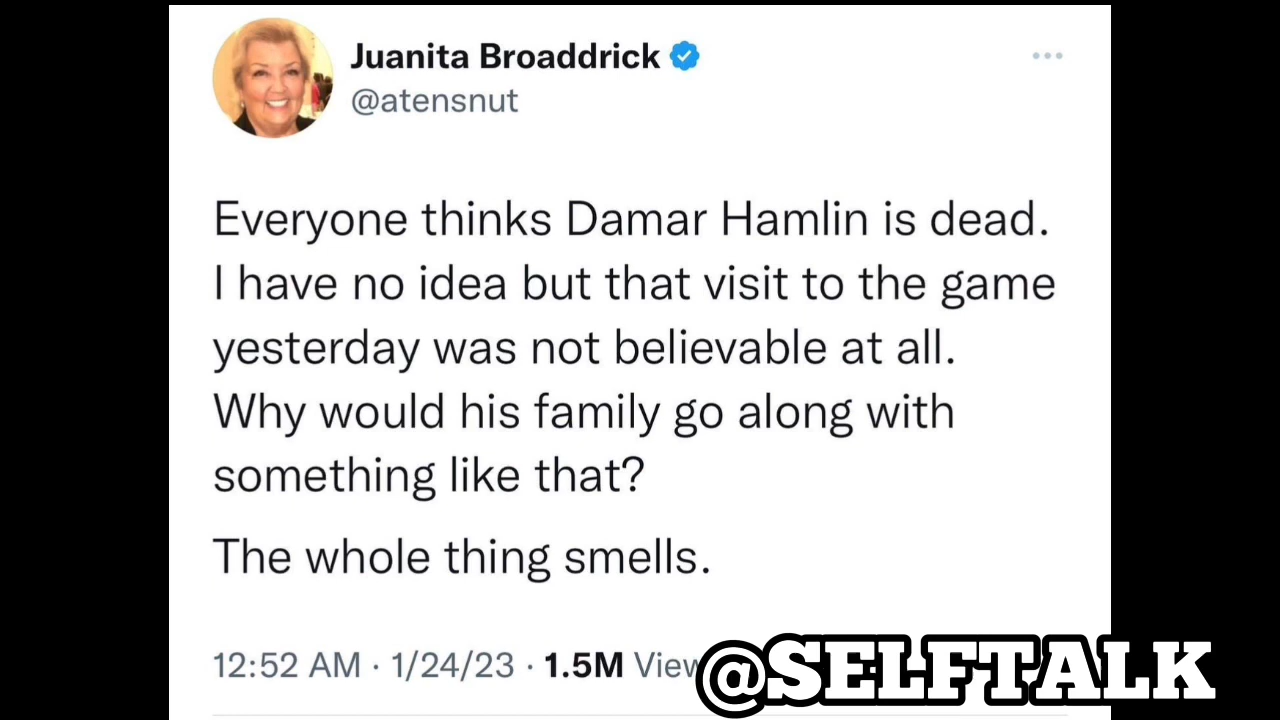 Juanita Broaddrick
@atensnut
Everyone thinks Damar Hamlin is dead.
I have no idea but that visit to the game
yesterday was not believable at all.
Why would his family go along with
something like that?
The whole thing smells.
12:52 AM · 1/24/23 · 1.5M View
@SELFTALK